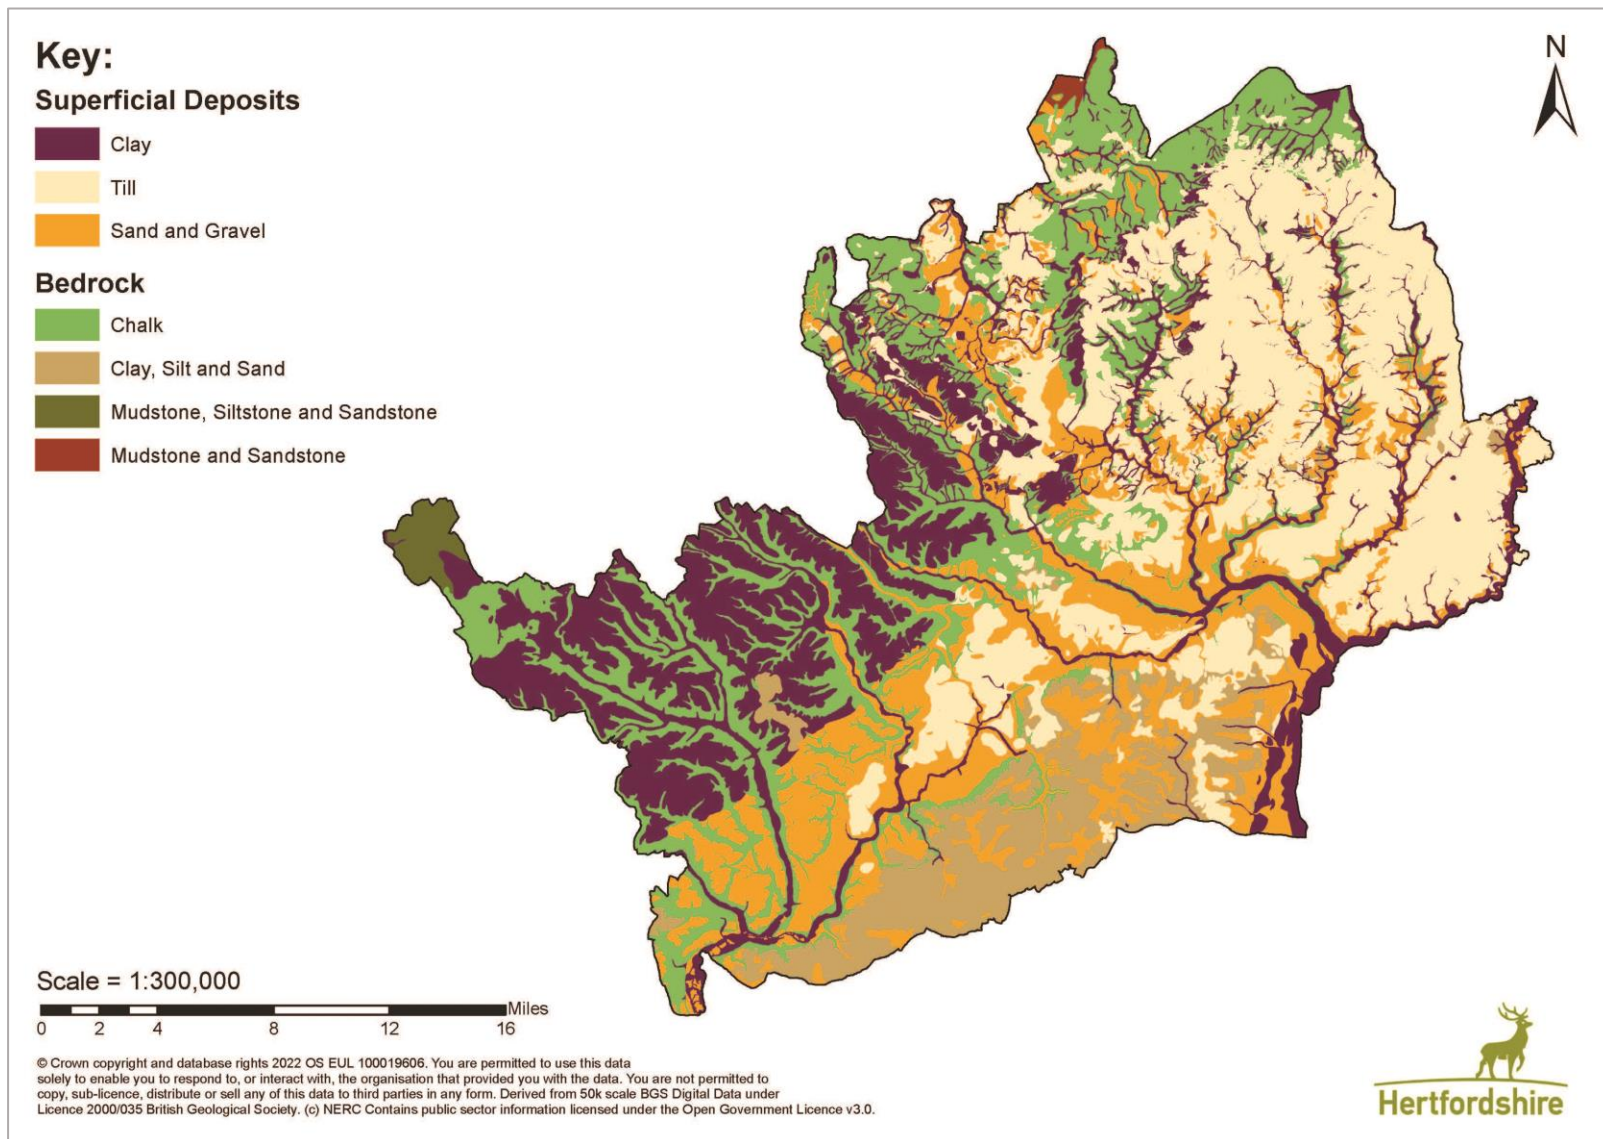 Key:
Superficial Deposits
Clay
Till
Sand and Gravel
Bedrock
Chalk
Clay, Silt and Sand
Mudstone, Siltstone and Sandstone
Mudstone and Sandstone
N
Scale = 1:300,000
Miles
0 2 4 8 12 16
© Crown copyright and database rights 2022 OS EUL 100019606. You are permitted to use this data
solely to enable you to respond to, or interact with, the organisation that provided you with the data. You are not permitted to
copy, sub-licence, distribute or sell any of this data to third parties in any form. Derived from 50k scale BGS Digital Data under
Licence 2000/035 British Geological Society. (c) NERC Contains public sector information licensed under the Open Government Licence v3.0.
Hertfordshire